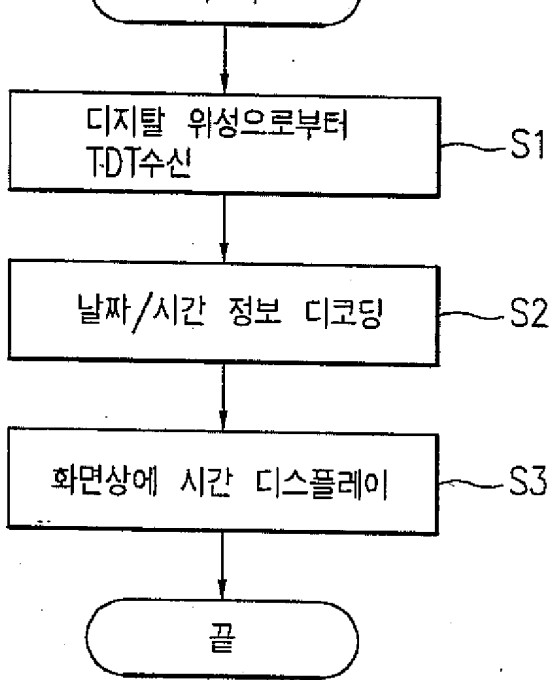 디지탈 위성으로부터
TDT수신
S1
날짜/시간 정보 디코딩
S2
화면상에 시간 디스플레이
S3
끝